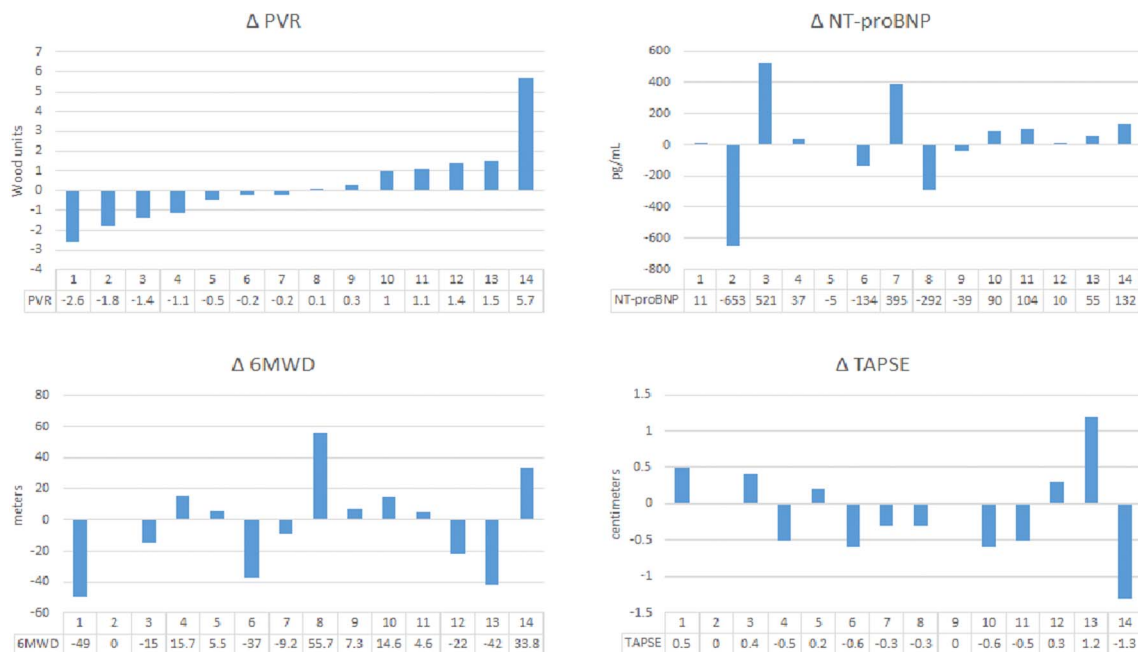 Δ PVR
7
6
5
4
3
2
1
0
-1
-2
-3
-4
Wood units
1 2 3 4 5 6 7 8 9 10 11 12 13 14
PVR -2.6 -1.8 -1.4 -1.1 -0.5 -0.2 -0.2 0.1 0.3 1 1.1 1.4 1.5 5.7
Δ NT-proBNP
600
400
200
0
-200
-400
-600
-800
pg/mL
1 2 3 4 5 6 7 8 9 10 11 12 13 14
NT-proBNP 11 -653 521 37 -5 -134 395 -292 -39 90 104 10 55 132
Δ 6MWD
80
60
40
20
0
-20
-40
-60
meters
1 2 3 4 5 6 7 8 9 10 11 12 13 14
6MWD -49 0 -15 15.7 5.5 -37 -9.2 55.7 7.3 14.6 4.6 -22 -42 33.8
Δ TAPSE
1.5
1
0.5
0
-0.5
-1
-1.5
centimeters
1 2 3 4 5 6 7 8 9 10 11 12 13 14
TAPSE 0.5 0 0.4 -0.5 0.2 -0.6 -0.3 -0.3 0 -0.6 -0.5 0.3 1.2 -1.3